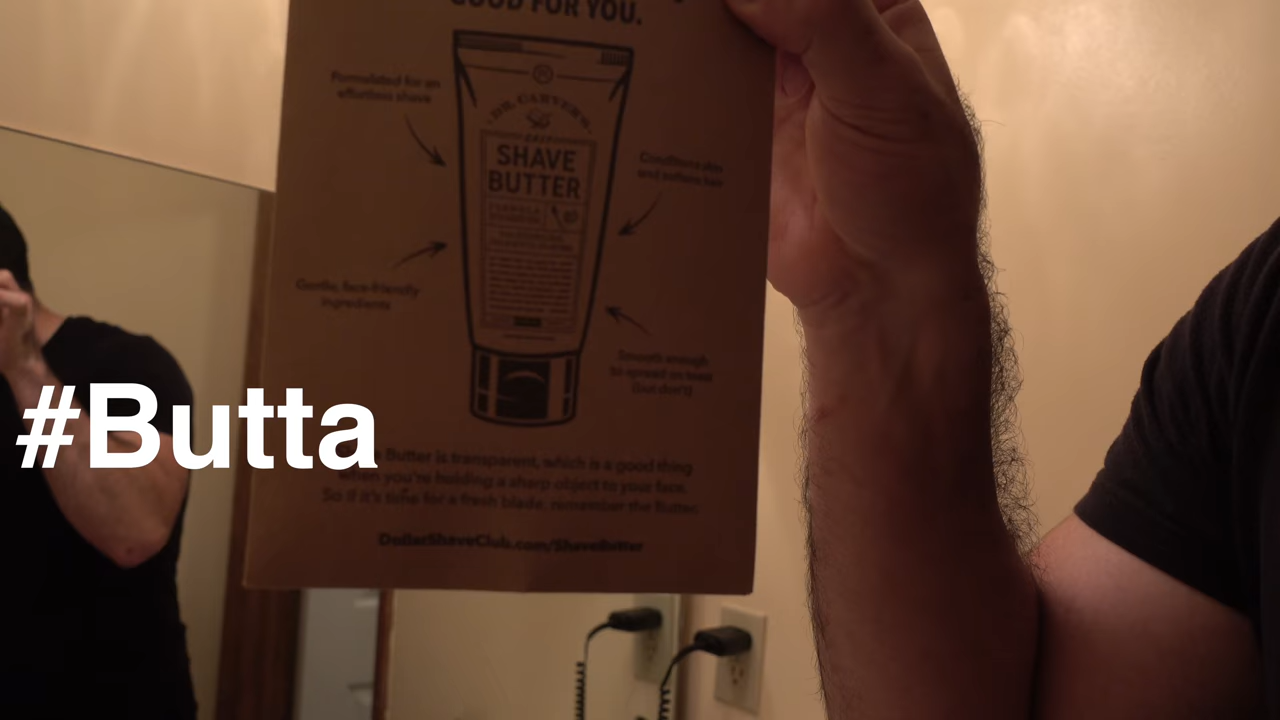 GOOD FOR YOU.
Formulated for an
effortless shave
DR. CARVER'S
EASY
SHAVE
BUTTER
Conditions skin
and softens hair
Gentle, face-friendly
ingredients
Smooth enough
to spread on toast
(but don't)
#Butta
Butter is transparent, which is a good thing
when you're holding a sharp object to your face.
So if it's time for a fresh blade, remember the Butter.
DollarShaveClub.com/ShaveButter